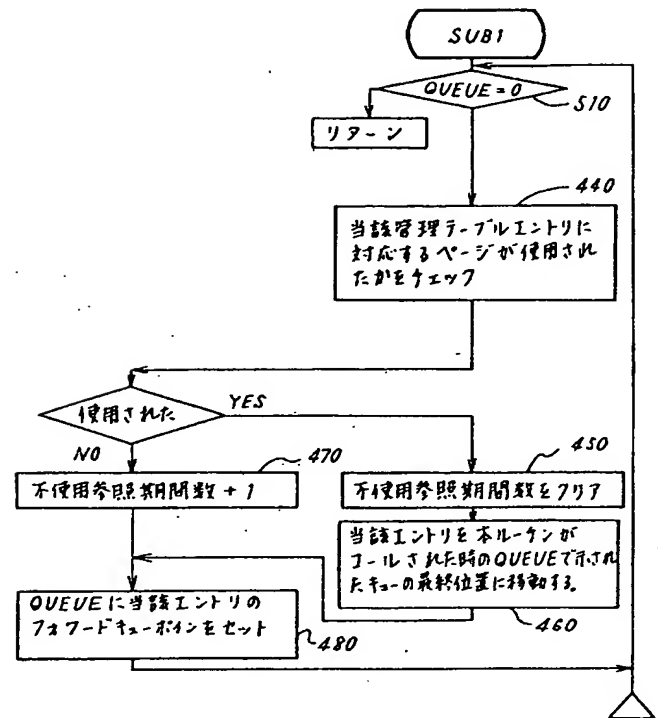 SUB1
QUEUE=0
510
リターン
440
当該管理テーブルエントリに
対応するページが使用され
たかをチェック
使用された
YES
NO
470
不使用参照期間数+1
450
不使用参照期間数をクリア
当該エントリを本ルーチンが
コールされた時のQUEUEで示され
たキューの最終位置に移動する。
460
QUEUEに当該エントリの
フォワードキューポインをセット
480